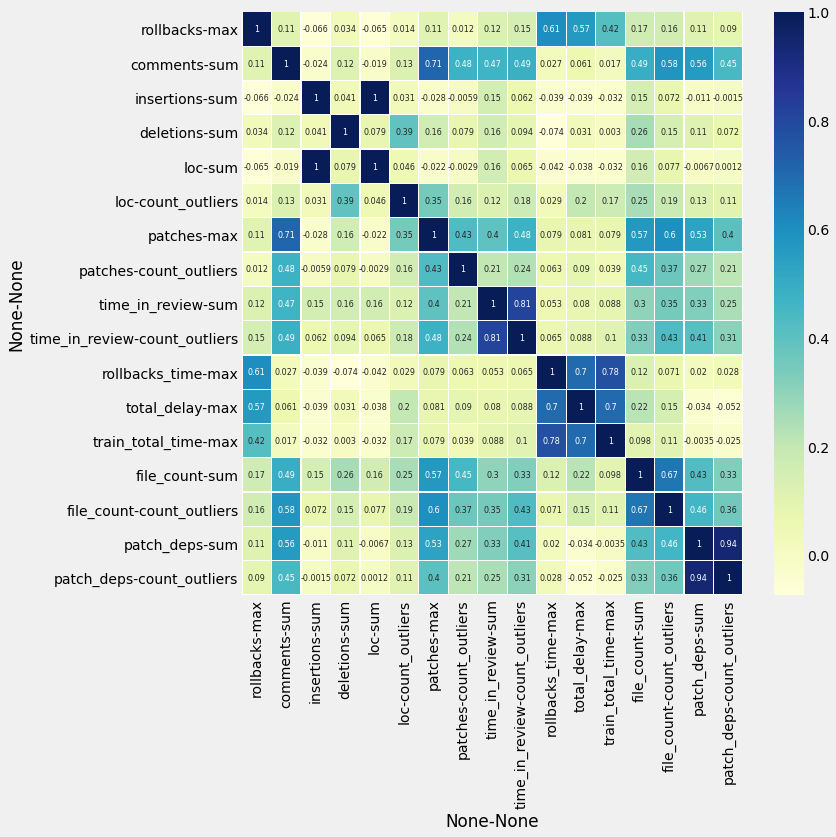 rollbacks-max 1 0.11 -0.066 0.034 -0.065 0.014 0.11 0.012 0.12 0.15 0.61 0.57 0.42 0.17 0.16 0.11 0.09
comments-sum 0.11 1 -0.024 0.12 -0.019 0.13 0.71 0.48 0.47 0.49 0.027 0.061 0.017 0.49 0.58 0.56 0.45
insertions-sum -0.066 -0.024 1 0.041 1 0.031 -0.028 -0.0059 0.15 0.062 -0.039 -0.039 -0.032 0.15 0.072 -0.011 -0.0015
deletions-sum 0.034 0.12 0.041 1 0.079 0.39 0.16 0.079 0.16 0.094 -0.074 0.031 0.003 0.26 0.15 0.11 0.072
loc-sum -0.065 -0.019 1 0.079 1 0.046 -0.022 -0.0029 0.16 0.065 -0.042 -0.038 -0.032 0.16 0.077 -0.0067 0.0012
loc-count_outliers 0.014 0.13 0.031 0.39 0.046 1 0.35 0.16 0.12 0.18 0.029 0.2 0.17 0.25 0.19 0.13 0.11
patches-max 0.11 0.71 -0.028 0.16 -0.022 0.35 1 0.43 0.4 0.48 0.079 0.081 0.079 0.57 0.6 0.53 0.4
patches-count_outliers 0.012 0.48 -0.0059 0.079 -0.0029 0.16 0.43 1 0.21 0.24 0.063 0.09 0.039 0.45 0.37 0.27 0.21
time_in_review-sum 0.12 0.47 0.15 0.16 0.16 0.12 0.4 0.21 1 0.81 0.053 0.08 0.088 0.3 0.35 0.33 0.25
time_in_review-count_outliers 0.15 0.49 0.062 0.094 0.065 0.18 0.48 0.24 0.81 1 0.065 0.088 0.1 0.33 0.43 0.41 0.31
rollbacks_time-max 0.61 0.027 -0.039 -0.074 -0.042 0.029 0.079 0.063 0.053 0.065 1 0.7 0.78 0.12 0.071 0.02 0.028
total_delay-max 0.57 0.061 -0.039 0.031 -0.038 0.2 0.081 0.09 0.08 0.088 0.7 1 0.7 0.22 0.15 -0.034 -0.052
train_total_time-max 0.42 0.017 -0.032 0.003 -0.032 0.17 0.079 0.039 0.088 0.1 0.78 0.7 1 0.098 0.11 -0.0035 -0.025
file_count-sum 0.17 0.49 0.15 0.26 0.16 0.25 0.57 0.45 0.3 0.33 0.12 0.22 0.098 1 0.67 0.43 0.33
file_count-count_outliers 0.16 0.58 0.072 0.15 0.077 0.19 0.6 0.37 0.35 0.43 0.071 0.15 0.11 0.67 1 0.46 0.36
patch_deps-sum 0.11 0.56 -0.011 0.11 -0.0067 0.13 0.53 0.27 0.33 0.41 0.02 -0.034 -0.0035 0.43 0.46 1 0.94
patch_deps-count_outliers 0.09 0.45 -0.0015 0.072 0.0012 0.11 0.4 0.21 0.25 0.31 0.028 -0.052 -0.025 0.33 0.36 0.94 1
None-None
rollbacks-max
comments-sum
insertions-sum
deletions-sum
loc-sum
loc-count_outliers
patches-max
patches-count_outliers
time_in_review-sum
time_in_review-count_outliers
rollbacks_time-max
total_delay-max
train_total_time-max
file_count-sum
file_count-count_outliers
patch_deps-sum
patch_deps-count_outliers
None-None
1.0
0.8
0.6
0.4
0.2
0.0